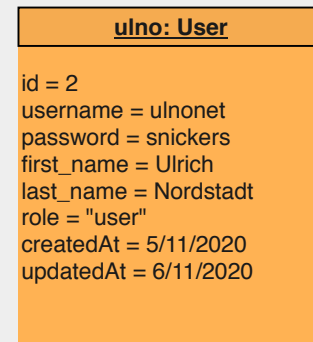 ulno: User
id = 2
username = ulnonet
password = snickers
first_name = Ulrich
last_name = Nordstadt
role = "user"
createdAt = 5/11/2020
updatedAt = 6/11/2020